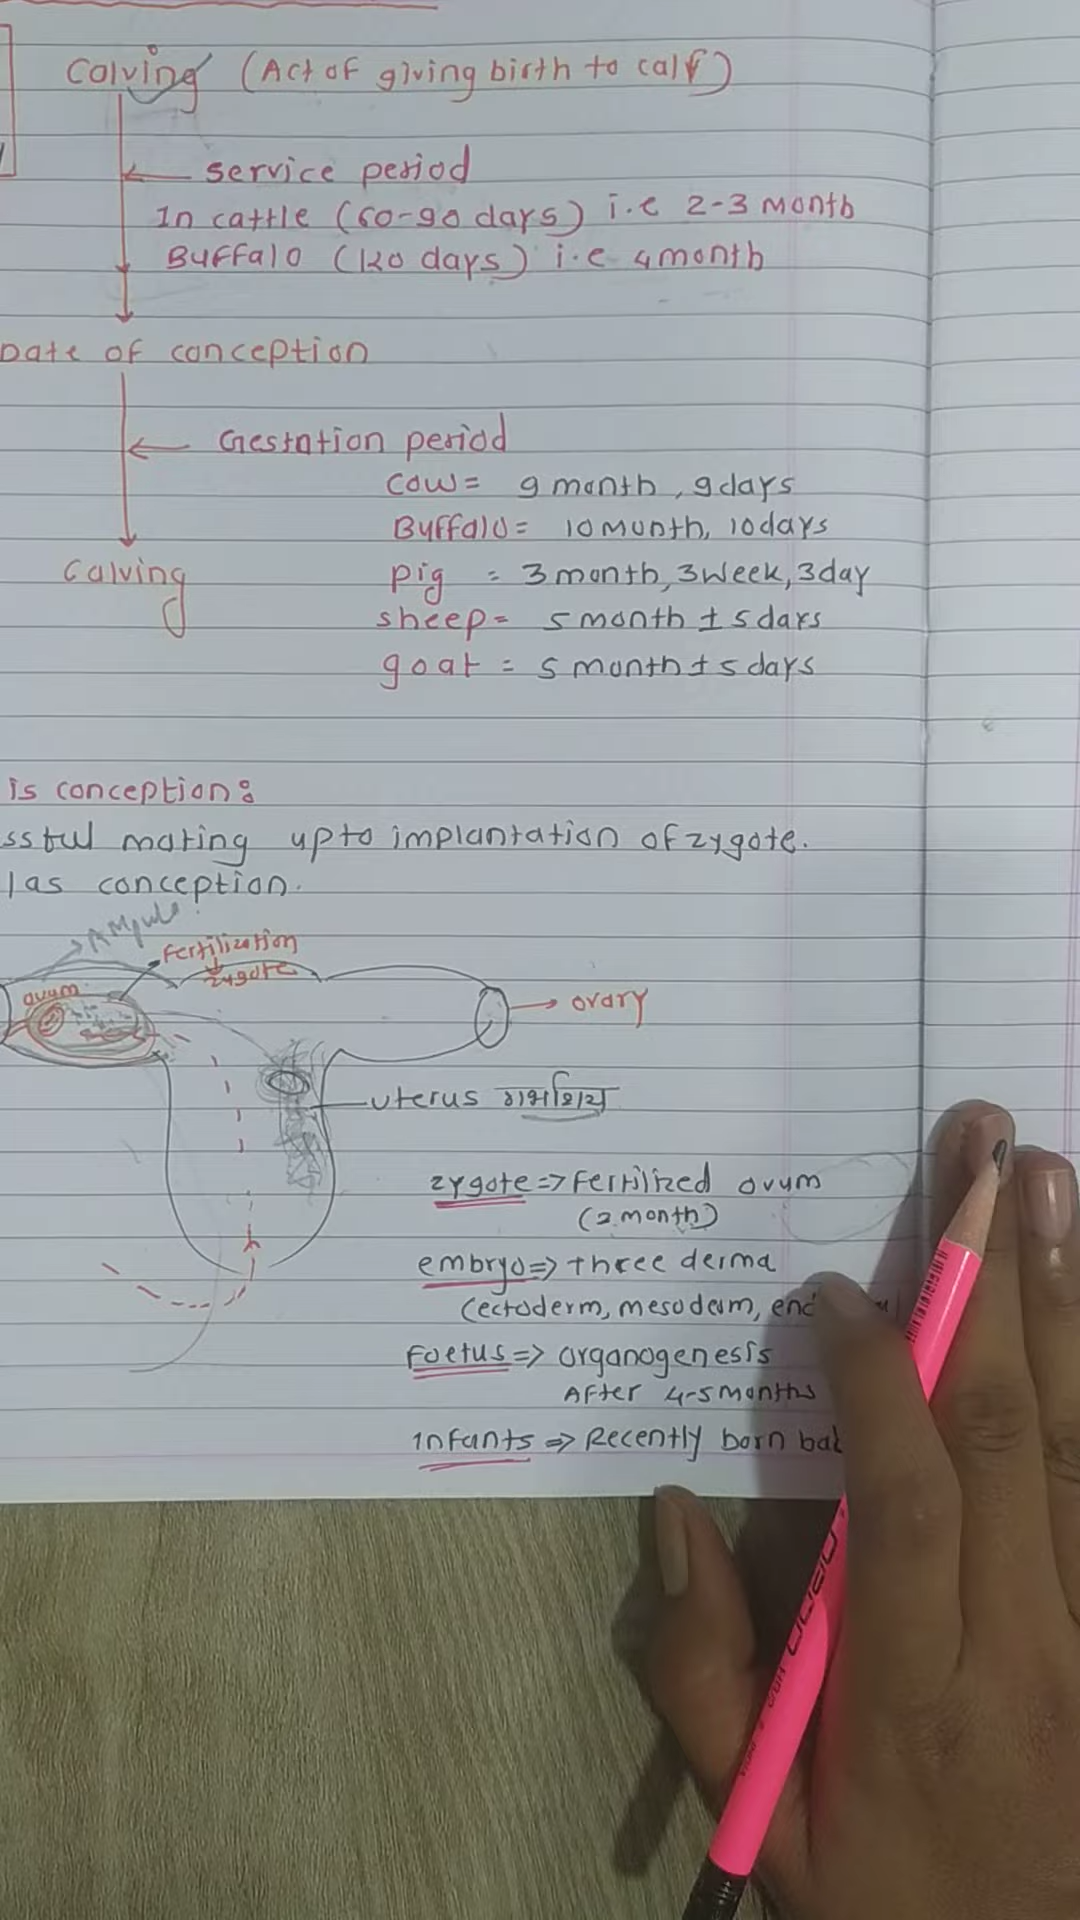 Calving (Act of giving birth to calf)
service period
In cattle (60-90 days) i.e 2-3 month
Buffalo (120 days) i.e 4 month
Date of conception
Gestation period
cow = 9 month, 9 days
Buffalo = 10 month, 10 days
Calving
pig = 3 month, 3 week, 3 day
sheep = 5 month ± 5 days
goat = 5 month ± 5 days
is conception:
ssful mating upto implantation of zygote.
as conception.
Fertilization
zygote
ovum
ovary
uterus
zygote => Fertilized ovum
(2 month)
embryo => three derma
(ectoderm, mesoderm, end
Foetus => organogenesis
After 4-5 months
Infants => Recently born